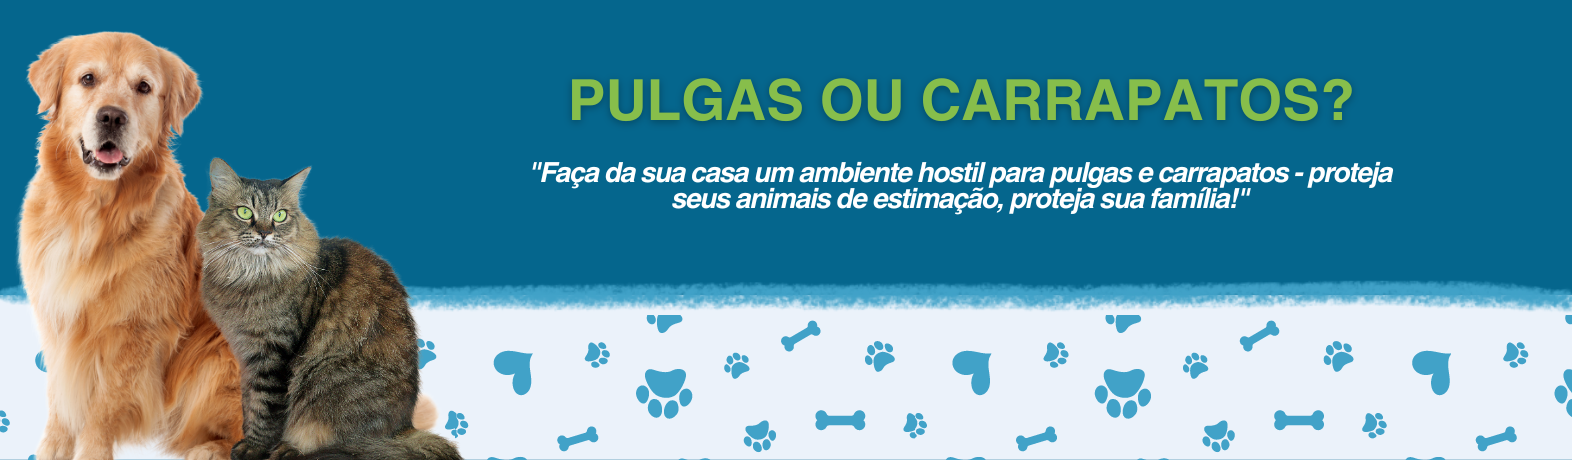 PULGAS OU CARRAPATOS?
"Faça da sua casa um ambiente hostil para pulgas e carrapatos - proteja
seus animais de estimação, proteja sua família!"